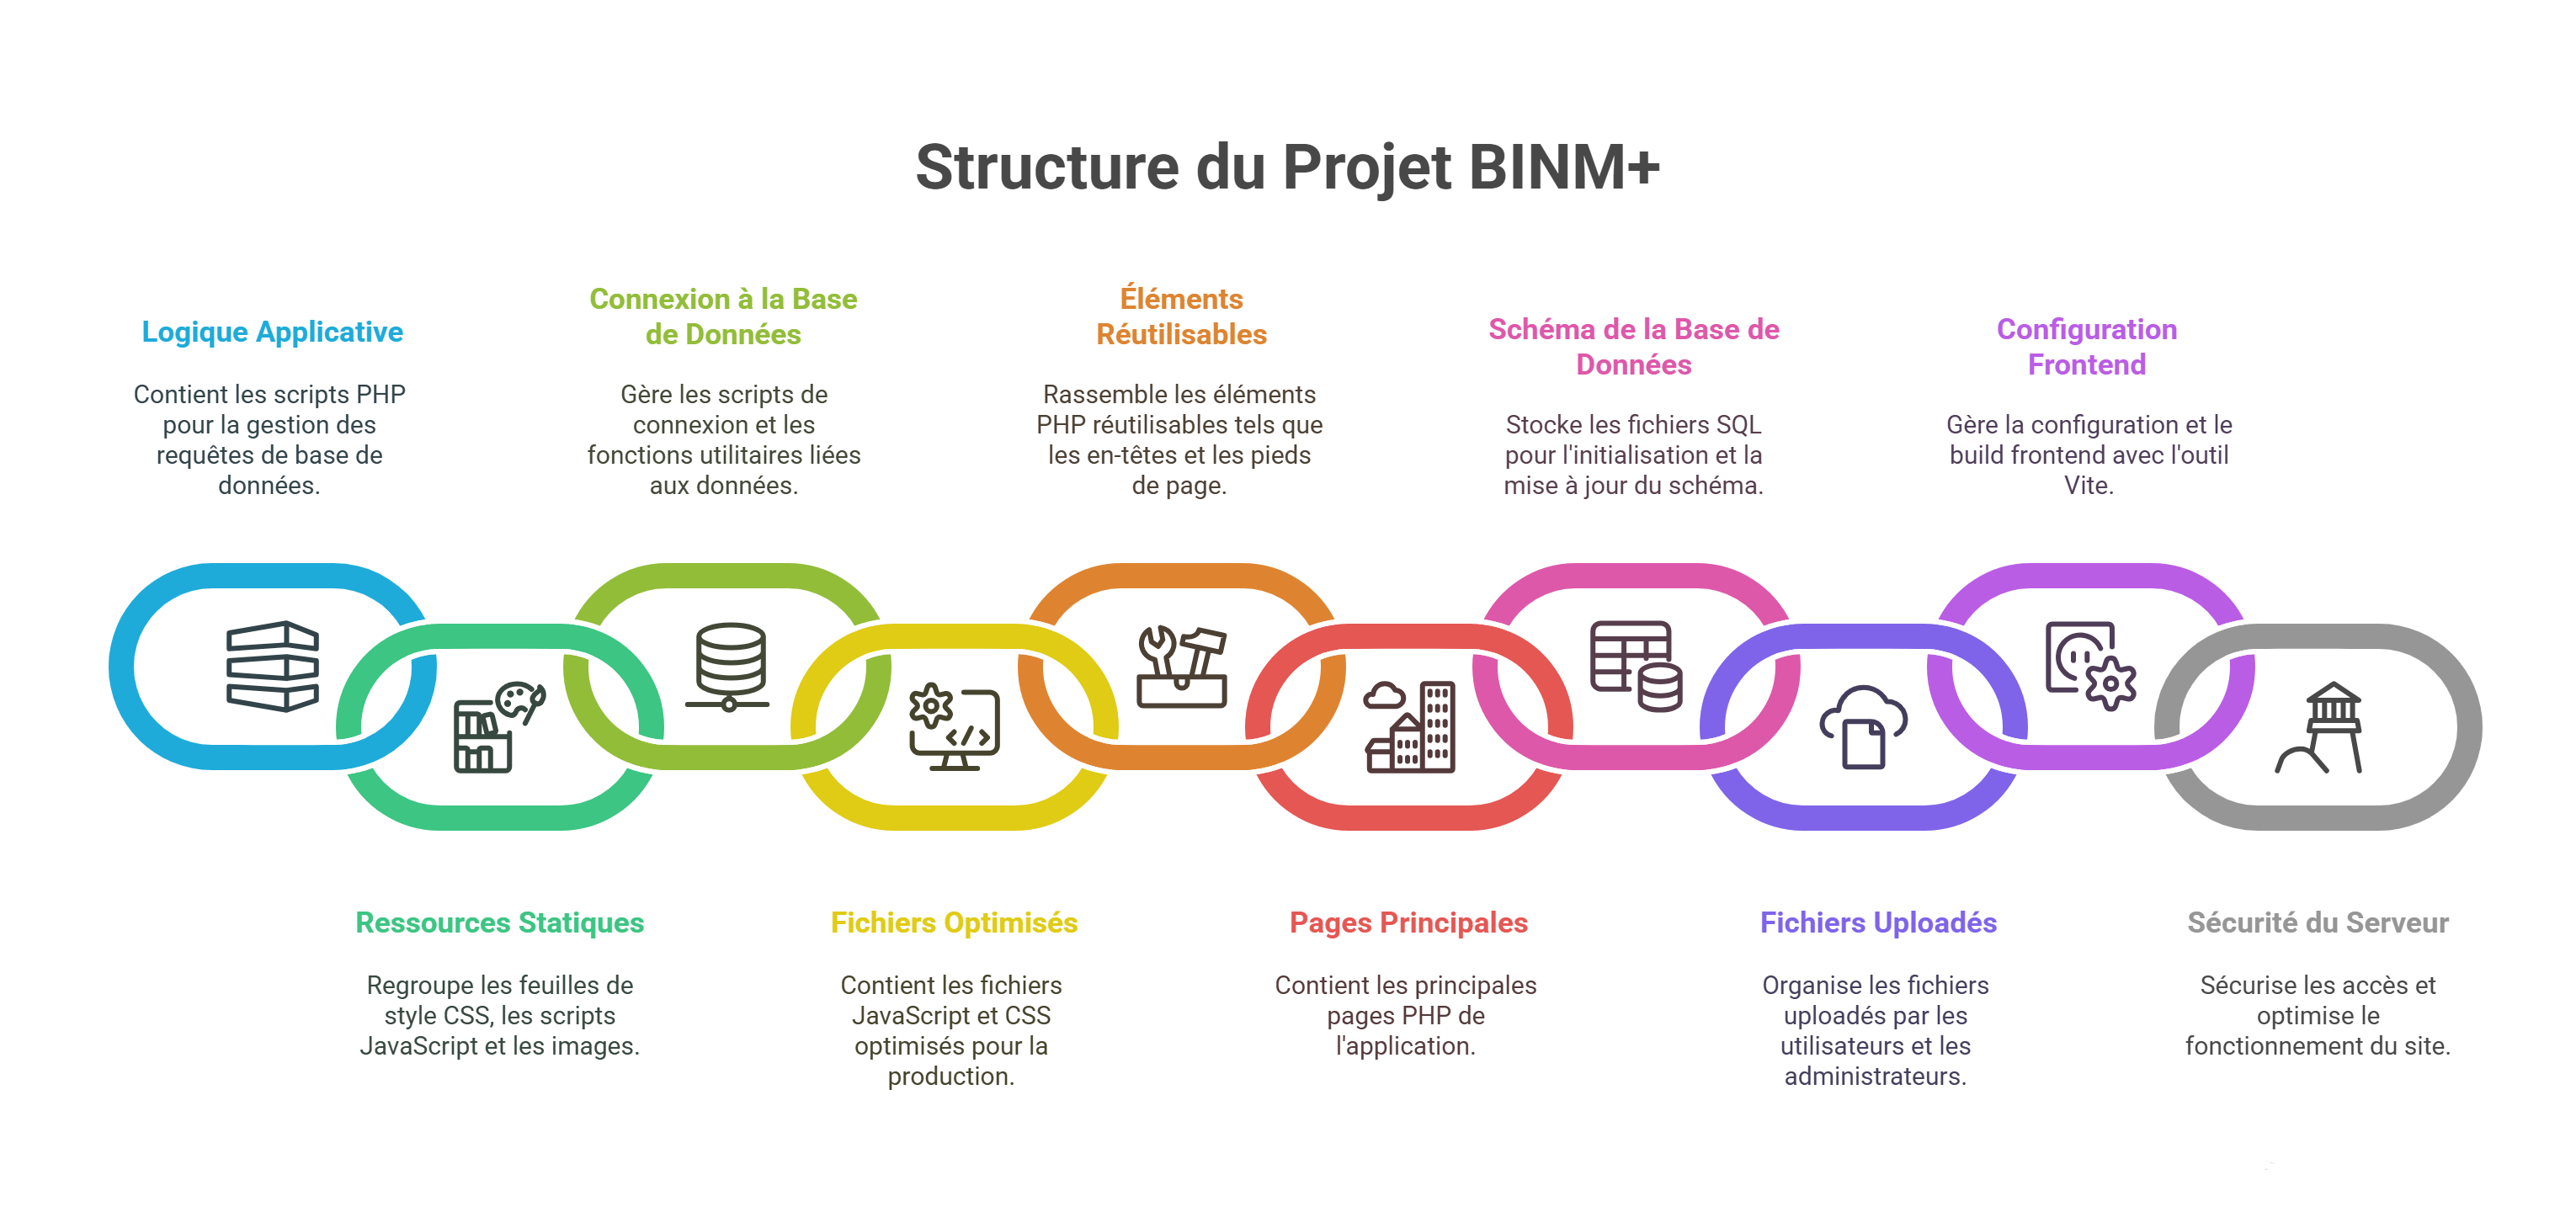 Structure du Projet BINM+
Logique Applicative
Contient les scripts PHP
pour la gestion des
requêtes de base de
données.
Connexion à la Base
de Données
Gère les scripts de
connexion et les
fonctions utilitaires liées
aux données.
Éléments
Réutilisables
Rassemble les éléments
PHP réutilisables tels que
les en-têtes et les pieds
de page.
Schéma de la Base de
Données
Stocke les fichiers SQL
pour l'initialisation et la
mise à jour du schéma.
Configuration
Frontend
Gère la configuration et le
build frontend avec l'outil
Vite.
Ressources Statiques
Regroupe les feuilles de
style CSS, les scripts
JavaScript et les images.
Fichiers Optimisés
Contient les fichiers
JavaScript et CSS
optimisés pour la
production.
Pages Principales
Contient les principales
pages PHP de
l'application.
Fichiers Uploadés
Organise les fichiers
uploadés par les
utilisateurs et les
administrateurs.
Sécurité du Serveur
Sécurise les accès et
optimise le
fonctionnement du site.